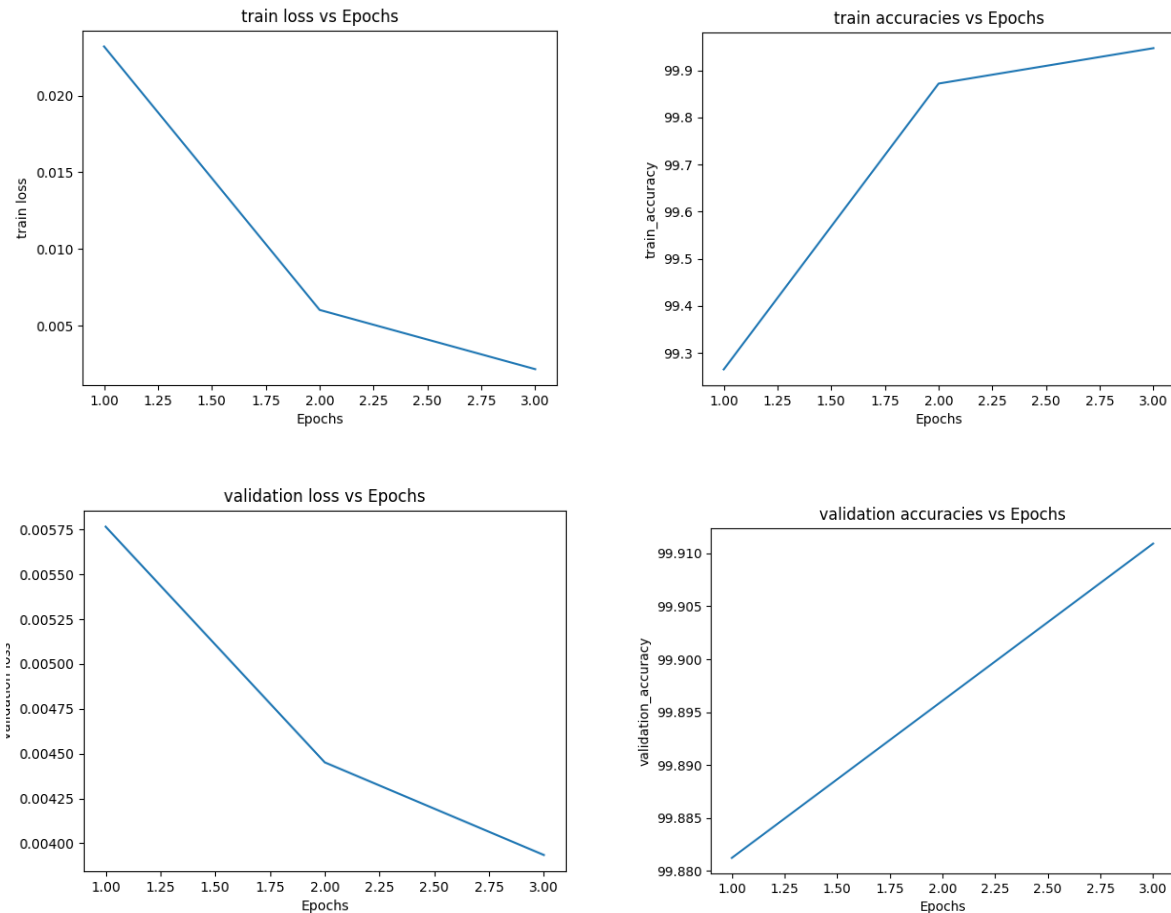 train loss vs Epochs
0.020
0.015
0.010
0.005
train loss
1.00 1.25 1.50 1.75 2.00 2.25 2.50 2.75 3.00
Epochs
train accuracies vs Epochs
99.9
99.8
99.7
99.6
99.5
99.4
99.3
train_accuracy
1.00 1.25 1.50 1.75 2.00 2.25 2.50 2.75 3.00
Epochs
validation loss vs Epochs
0.00575
0.00550
0.00525
0.00500
0.00475
0.00450
0.00425
0.00400
validation loss
1.00 1.25 1.50 1.75 2.00 2.25 2.50 2.75 3.00
Epochs
validation accuracies vs Epochs
99.910
99.905
99.900
99.895
99.890
99.885
99.880
validation_accuracy
1.00 1.25 1.50 1.75 2.00 2.25 2.50 2.75 3.00
Epochs